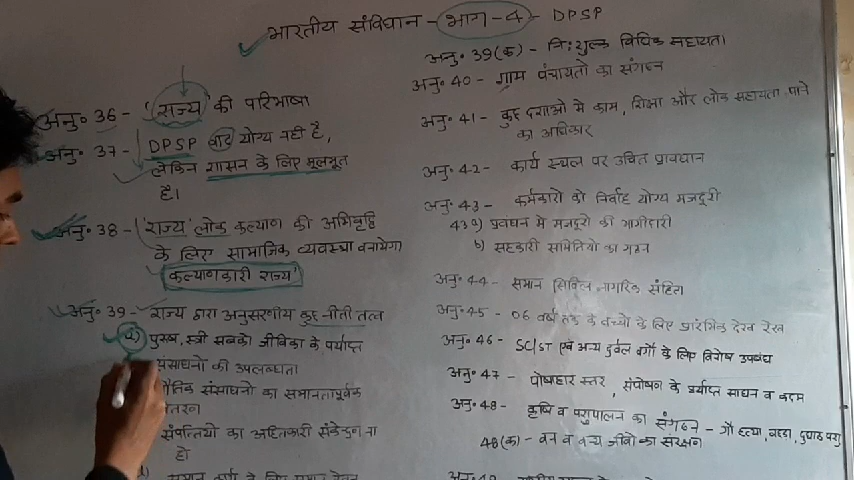 भारतीय संविधान - भाग-4 - DPSP
अनु॰ 36 - 'राज्य' की परिभाषा
अनु॰ 37 - DPSP वाद योग्य नही है,
लेकिन शासन के लिए मूलभूत
है।
अनु॰ 38 - 'राज्य' लोक कल्याण की अभिवृद्धि
के लिए सामाजिक व्यवस्था बनायेगा
'कल्याणकारी राज्य'
अनु॰ 39 - राज्य द्वारा अनुसरणीय कुछ नीति तत्व
पुरुष, स्त्री सबको जीविका के पर्याप्त
संसाधनों की उपलब्धता
संसाधनो का समानतापूर्वक
संपत्तियो का अहितकारी संकेन्द्रण ना
हो
अनु॰ 39(क) - निःशुल्क विधिक सहायता
अनु॰ 40 - ग्राम पंचायतो का संगठन
अनु॰ 41 - कुछ दशाओ मे काम, शिक्षा और लोक सहायता पाने
का अधिकार
अनु॰ 42 - कार्य स्थल पर उचित प्रावधान
अनु॰ 43 - कर्मकारो को निर्वाह योग्य मजदूरी
43 a) प्रबंधन मे मजदूरो की भागीदारी
b) सहकारी समितियो का गठन
अनु॰ 44 - समान सिविल नागरिक संहिता
अनु॰ 45 - 06 वर्ष तक के बच्चो के लिए प्रारंभिक देख रेख
अनु॰ 46 - SC/ST एवं अन्य दुर्बल वर्गो के लिए विशेष उपबंध
अनु॰ 47 - पोषाहार स्तर, संपोषण के पर्याप्त साधन व कदम
अनु॰ 48 - कृषि व पशुपालन का संगठन - गौ हत्या, बछडा, दुधारु पशु
48(क) - वन व वन्य जीवो का संरक्षण